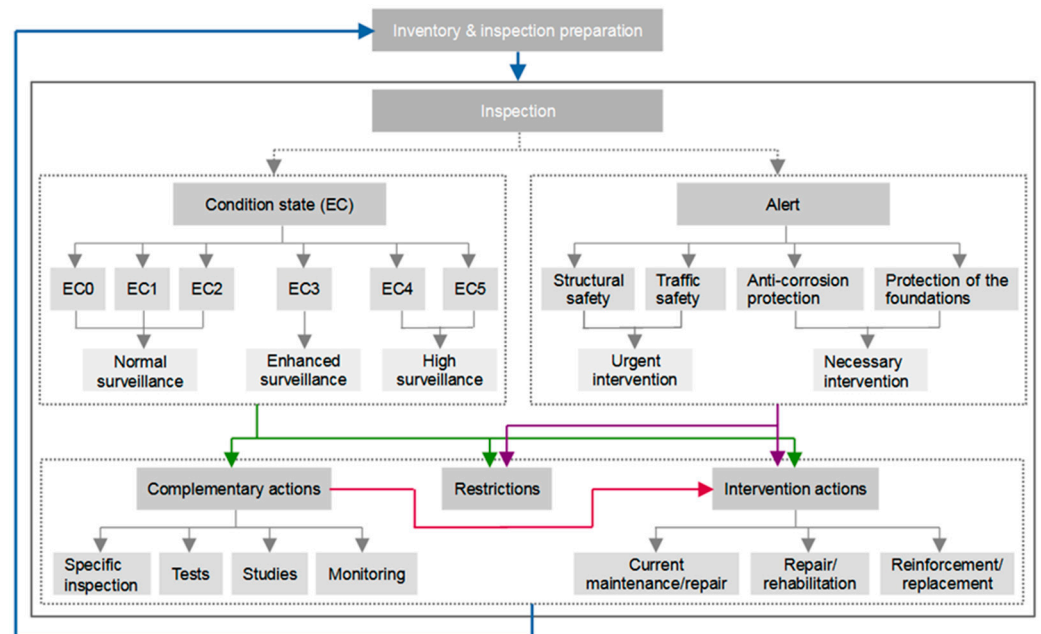 Inventory & inspection preparation
Inspection
Condition state (EC)
Alert
EC0
EC1
EC2
EC3
EC4
EC5
Structural
safety
Traffic
safety
Anti-corrosion
protection
Protection of the
foundations
Normal
surveillance
Enhanced
surveillance
High
surveillance
Urgent
intervention
Necessary
intervention
Complementary actions
Restrictions
Intervention actions
Specific
inspection
Tests
Studies
Monitoring
Current
maintenance/repair
Repair/
rehabilitation
Reinforcement/
replacement